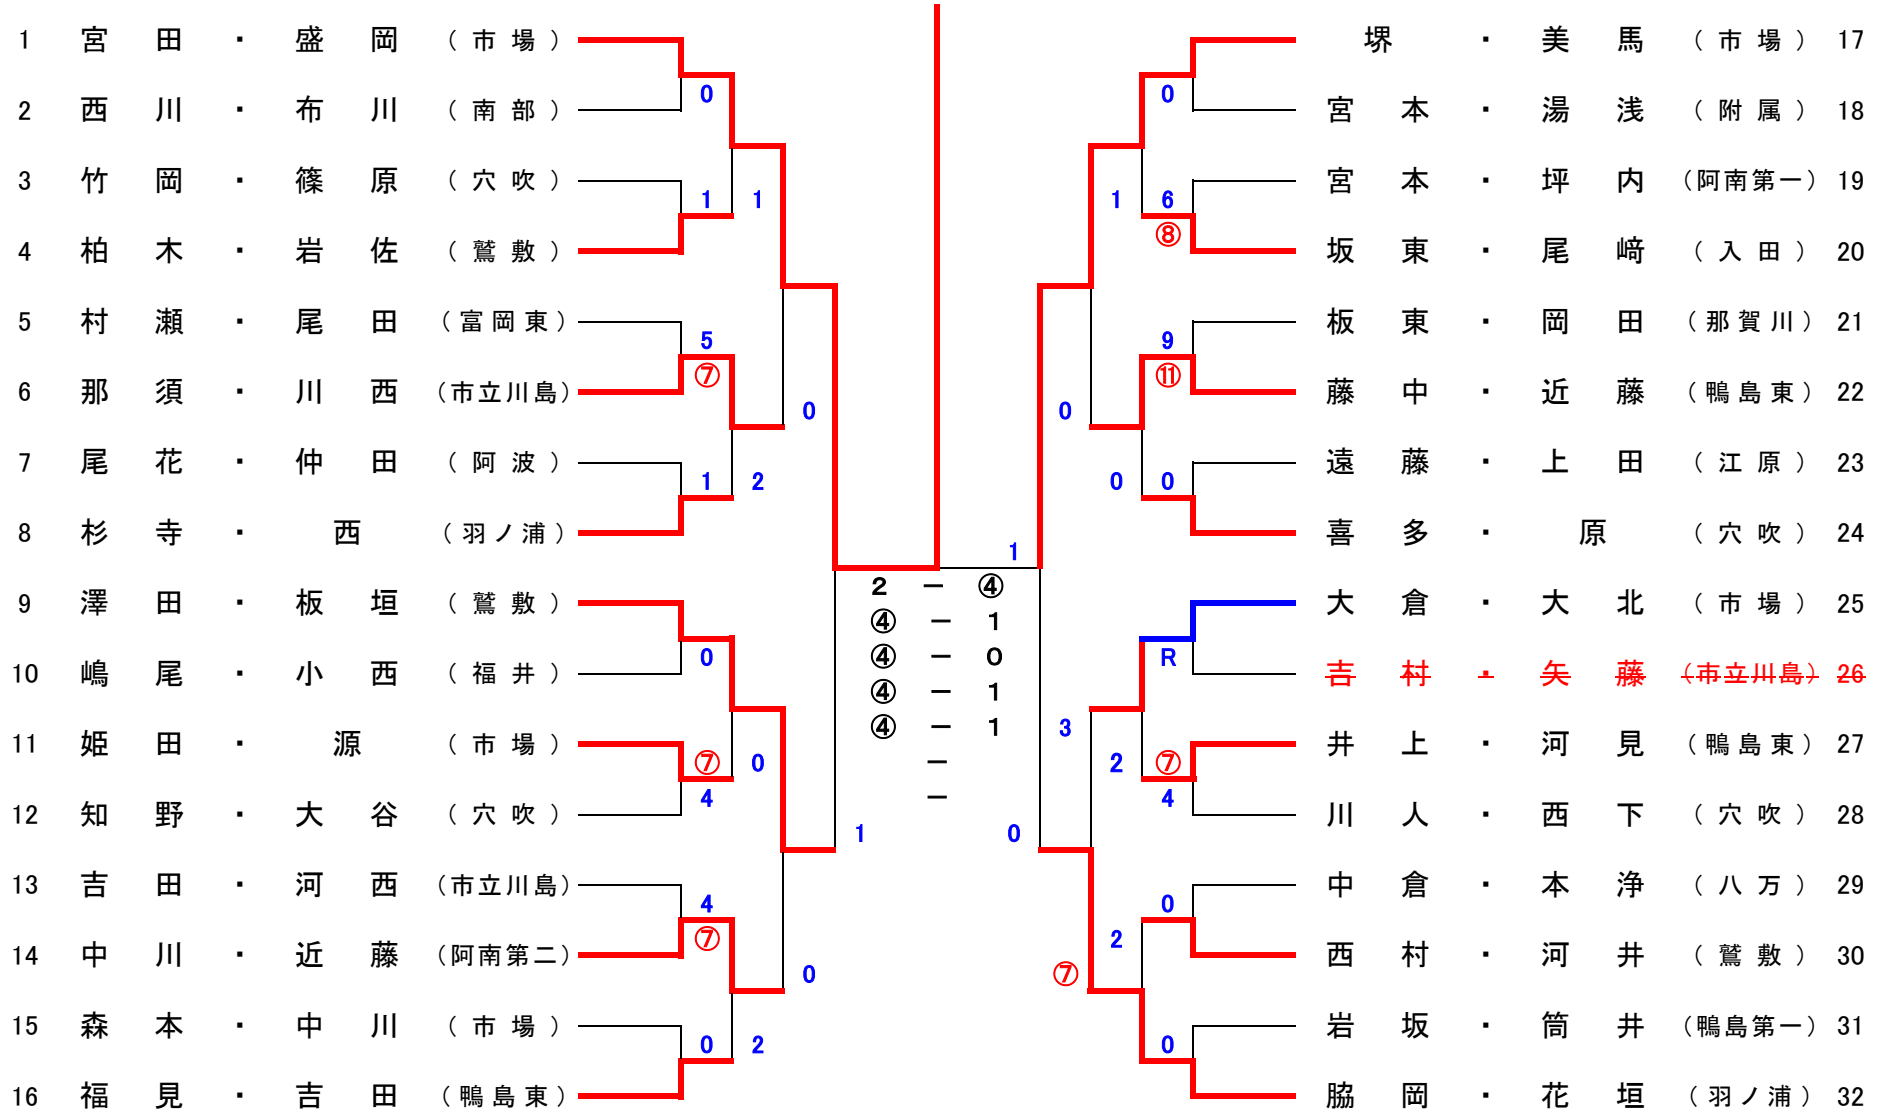 1 宮田・盛岡 (市場)
2 西川・布川 (南部)
3 竹岡・篠原 (穴吹)
4 柏木・岩佐 (鷲敷)
5 村瀬・尾田 (富岡東)
6 那須・川西 (市立川島)
7 尾花・仲田 (阿波)
8 杉寺・西 (羽ノ浦)
9 澤田・板垣 (鷲敷)
10 嶋尾・小西 (福井)
11 姫田・源 (市場)
12 知野・大谷 (穴吹)
13 吉田・河西 (市立川島)
14 中川・近藤 (阿南第二)
15 森本・中川 (市場)
16 福見・吉田 (鴨島東)
0
1 1
5
⑦
0
1 2
0
⑦ 0
4
1
4
⑦
0
0 2
1
2 － ④
④ － 1
④ － 0
④ － 1
④ － 1
－
－
0
1 6
⑧
9
⑪
0
0 0
R
3
2 ⑦
4
0
0
2
⑦
0
堺・美馬 (市場) 17
宮本・湯浅 (附属) 18
宮本・坪内 (阿南第一) 19
坂東・尾﨑 (入田) 20
板東・岡田 (那賀川) 21
藤中・近藤 (鴨島東) 22
遠藤・上田 (江原) 23
喜多・原 (穴吹) 24
大倉・大北 (市場) 25
吉村・矢藤 (市立川島) 26
井上・河見 (鴨島東) 27
川人・西下 (穴吹) 28
中倉・本浄 (八万) 29
西村・河井 (鷲敷) 30
岩坂・筒井 (鴨島第一) 31
脇岡・花垣 (羽ノ浦) 32